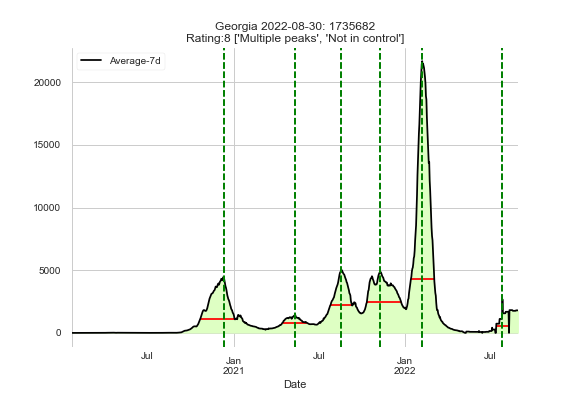 Georgia 2022-08-30: 1735682
Rating:8 ['Multiple peaks', 'Not in control']
Average-7d
20000
15000
10000
5000
0
Jul
Jan
2021
Jul
Jan
2022
Jul
Date